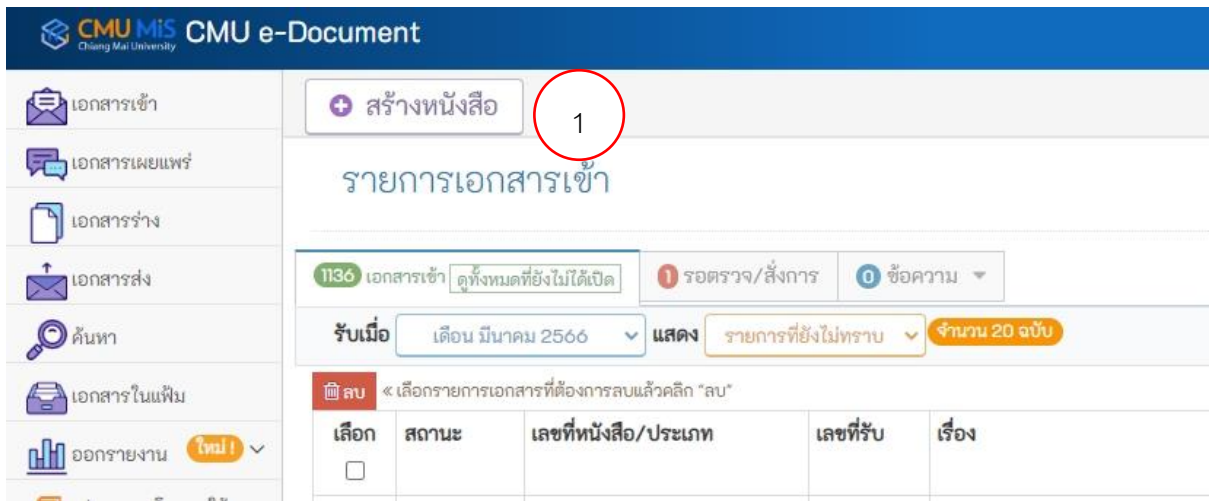 CMU MIS CMU e-Document
Chiang Mai University
เอกสารเข้า
เอกสารเผยแพร่
เอกสารร่าง
เอกสารส่ง
ค้นหา
เอกสารในแฟ้ม
ออกรายงาน ใหม่ !
สร้างหนังสือ
1
รายการเอกสารเข้า
1136 เอกสารเข้า ดูทั้งหมดที่ยังไม่ได้เปิด 1 รอตรวจ/สั่งการ 0 ข้อความ
รับเมื่อ เดือน มีนาคม 2566 แสดง รายการที่ยังไม่ทราบ จำนวน 20 ฉบับ
ลบ « เลือกรายการเอกสารที่ต้องการลบแล้วคลิก "ลบ"
เลือก สถานะ เลขที่หนังสือ/ประเภท เลขที่รับ เรื่อง